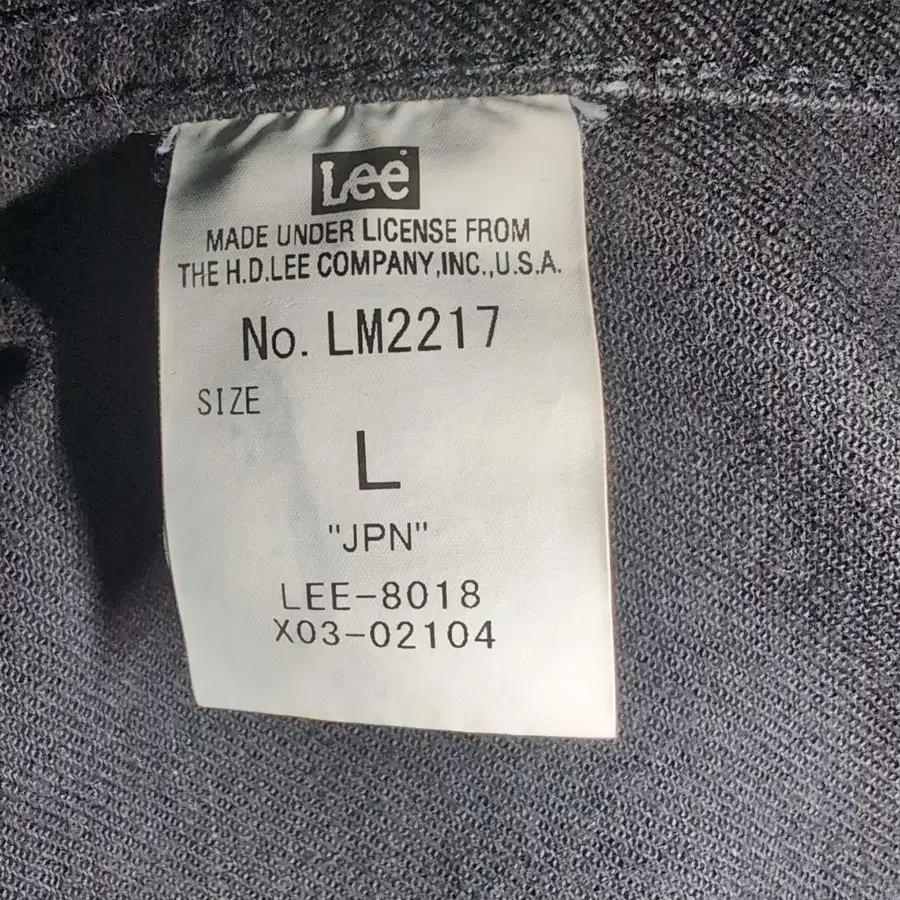 Lee
MADE UNDER LICENSE FROM
THE H.D.LEE COMPANY,INC.,U.S.A.
No. LM2217
SIZE
L
"JPN"
LEE-8018
X03-02104